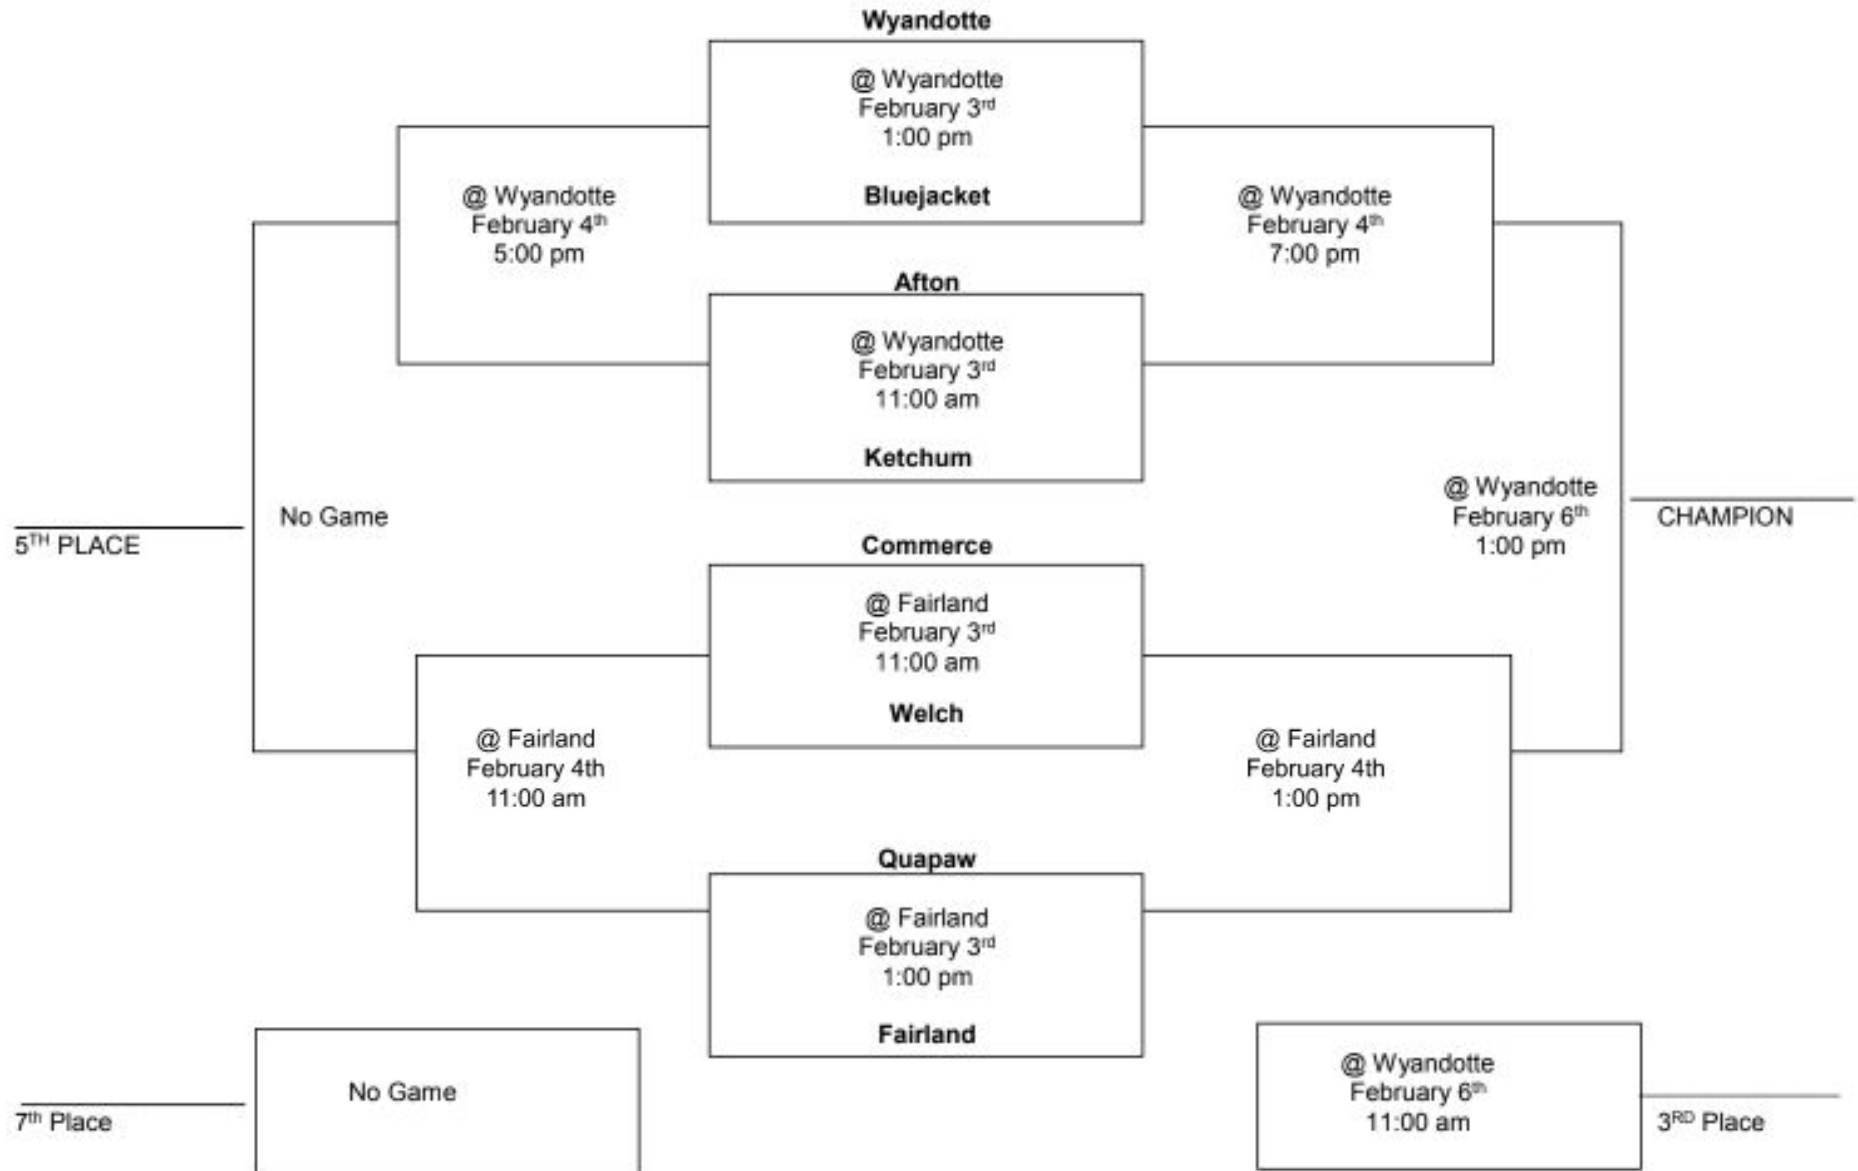 Wyandotte
@ Wyandotte
February 3rd
1:00 pm
Bluejacket
@ Wyandotte
February 4th
5:00 pm
@ Wyandotte
February 4th
7:00 pm
Afton
@ Wyandotte
February 3rd
11:00 am
Ketchum
No Game
5TH PLACE
@ Wyandotte
February 6th
1:00 pm
CHAMPION
Commerce
@ Fairland
February 3rd
11:00 am
Welch
@ Fairland
February 4th
11:00 am
@ Fairland
February 4th
1:00 pm
Quapaw
@ Fairland
February 3rd
1:00 pm
Fairland
No Game
7th Place
@ Wyandotte
February 6th
11:00 am
3RD Place